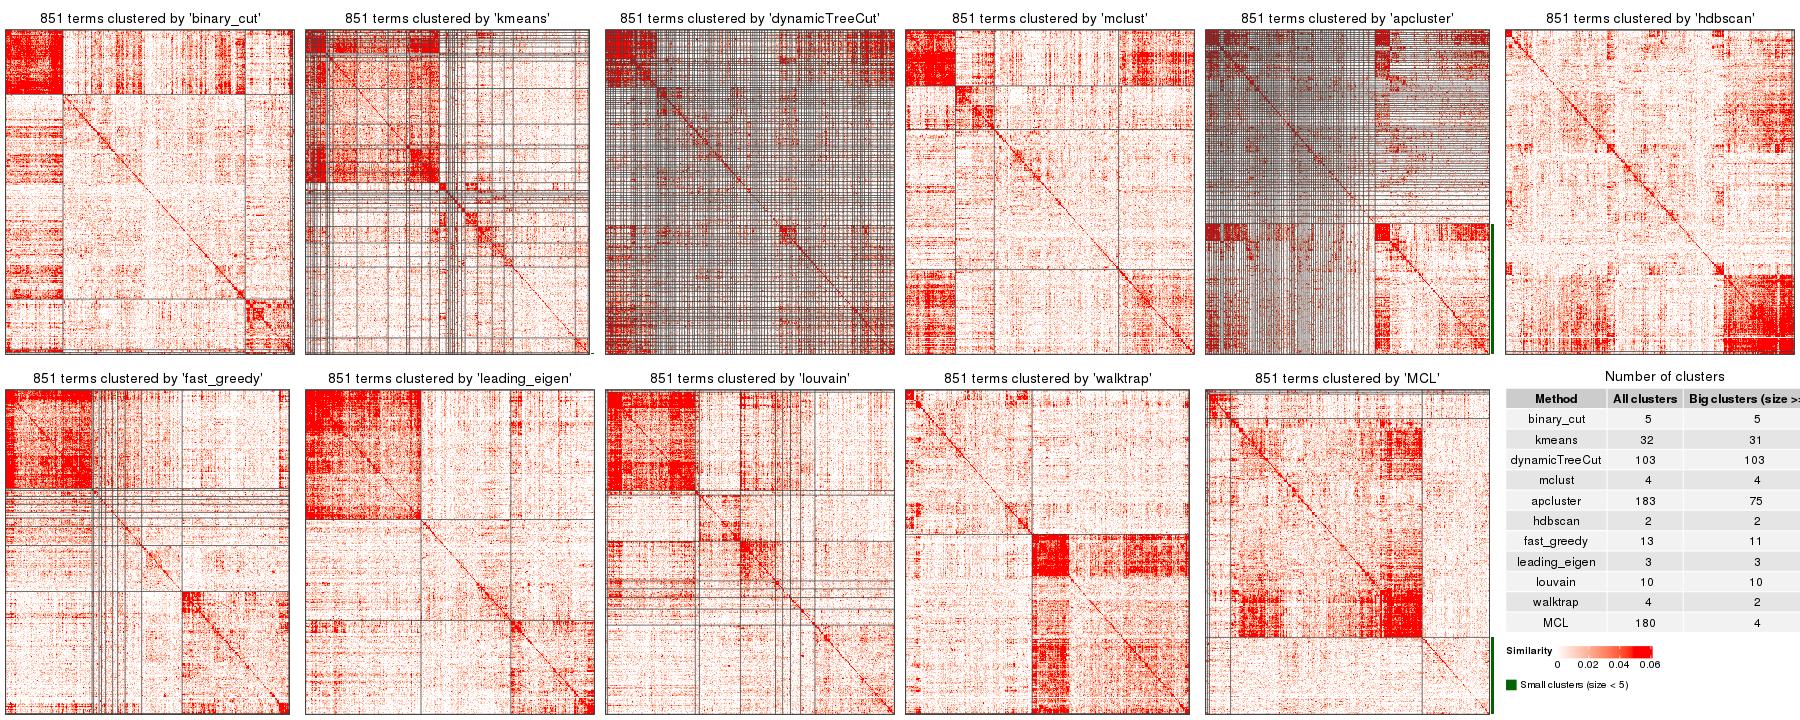 851 terms clustered by 'binary_cut'
851 terms clustered by 'kmeans'
851 terms clustered by 'dynamicTreeCut'
851 terms clustered by 'mclust'
851 terms clustered by 'apcluster'
851 terms clustered by 'hdbscan'
851 terms clustered by 'fast_greedy'
851 terms clustered by 'leading_eigen'
851 terms clustered by 'louvain'
851 terms clustered by 'walktrap'
851 terms clustered by 'MCL'
Number of clusters
Method All clusters Big clusters (size >=
binary_cut 5 5
kmeans 32 31
dynamicTreeCut 103 103
mclust 4 4
apcluster 183 75
hdbscan 2 2
fast_greedy 13 11
leading_eigen 3 3
louvain 10 10
walktrap 4 2
MCL 180 4
Similarity
0 0.02 0.04 0.06
Small clusters (size < 5)